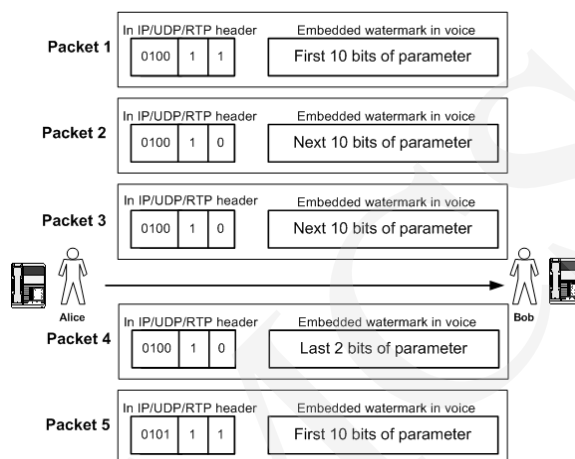 In IP/UDP/RTP header Embedded watermark in voice
Packet 1 0100 1 1 First 10 bits of parameter
In IP/UDP/RTP header Embedded watermark in voice
Packet 2 0100 1 0 Next 10 bits of parameter
In IP/UDP/RTP header Embedded watermark in voice
Packet 3 0100 1 0 Next 10 bits of parameter
Alice Bob
In IP/UDP/RTP header Embedded watermark in voice
Packet 4 0100 1 0 Last 2 bits of parameter
In IP/UDP/RTP header Embedded watermark in voice
Packet 5 0101 1 1 First 10 bits of parameter